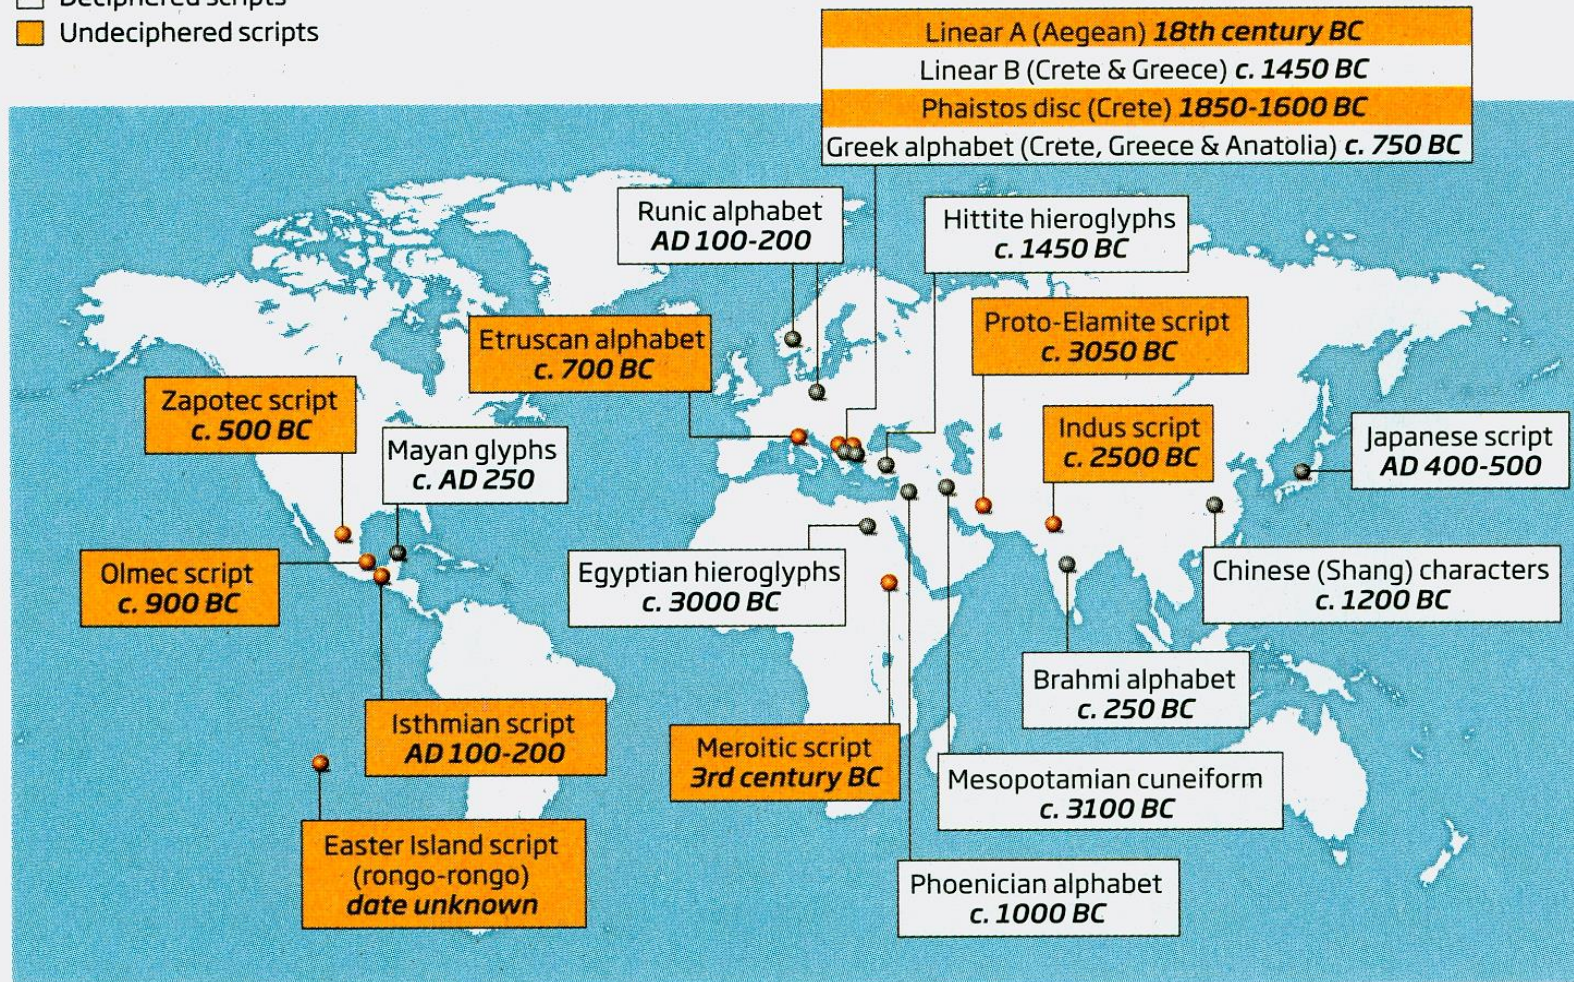 Deciphered scripts
Undeciphered scripts
Linear A (Aegean) 18th century BC
Linear B (Crete & Greece) c. 1450 BC
Phaistos disc (Crete) 1850-1600 BC
Greek alphabet (Crete, Greece & Anatolia) c. 750 BC
Runic alphabet
AD 100-200
Hittite hieroglyphs
c. 1450 BC
Etruscan alphabet
c. 700 BC
Proto-Elamite script
c. 3050 BC
Zapotec script
c. 500 BC
Mayan glyphs
c. AD 250
Indus script
c. 2500 BC
Japanese script
AD 400-500
Olmec script
c. 900 BC
Egyptian hieroglyphs
c. 3000 BC
Chinese (Shang) characters
c. 1200 BC
Brahmi alphabet
c. 250 BC
Isthmian script
AD 100-200
Meroitic script
3rd century BC
Mesopotamian cuneiform
c. 3100 BC
Easter Island script
(rongo-rongo)
date unknown
Phoenician alphabet
c. 1000 BC